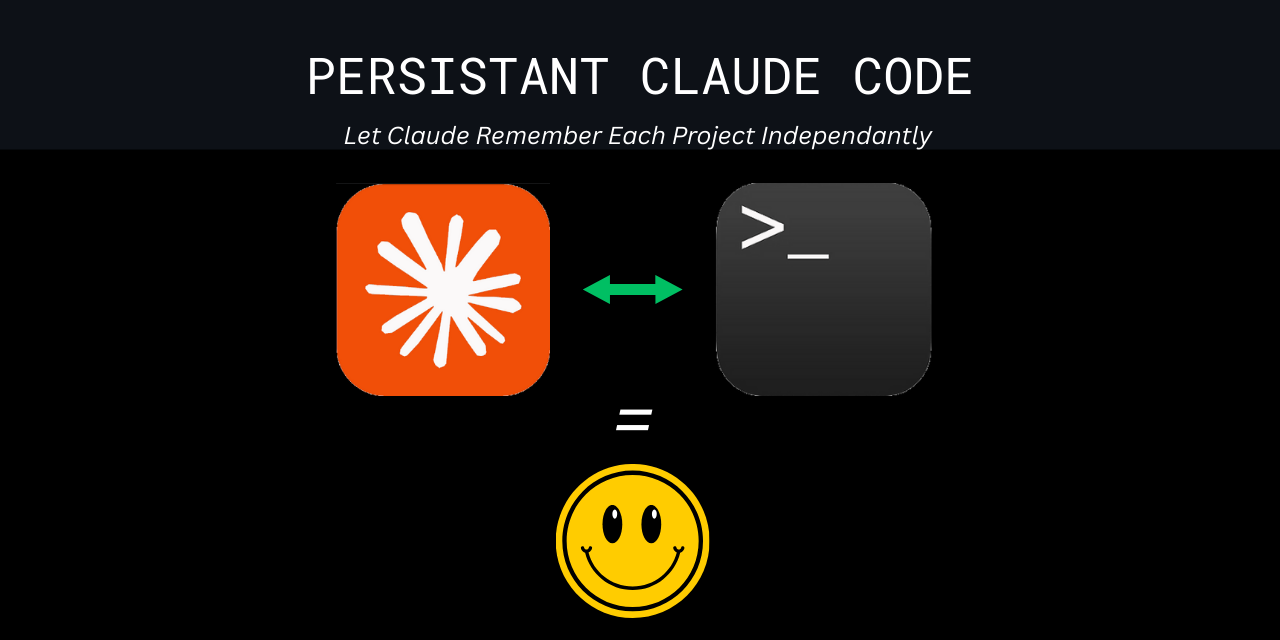 PERSISTANT CLAUDE CODE
Let Claude Remember Each Project Independantly
>_
=